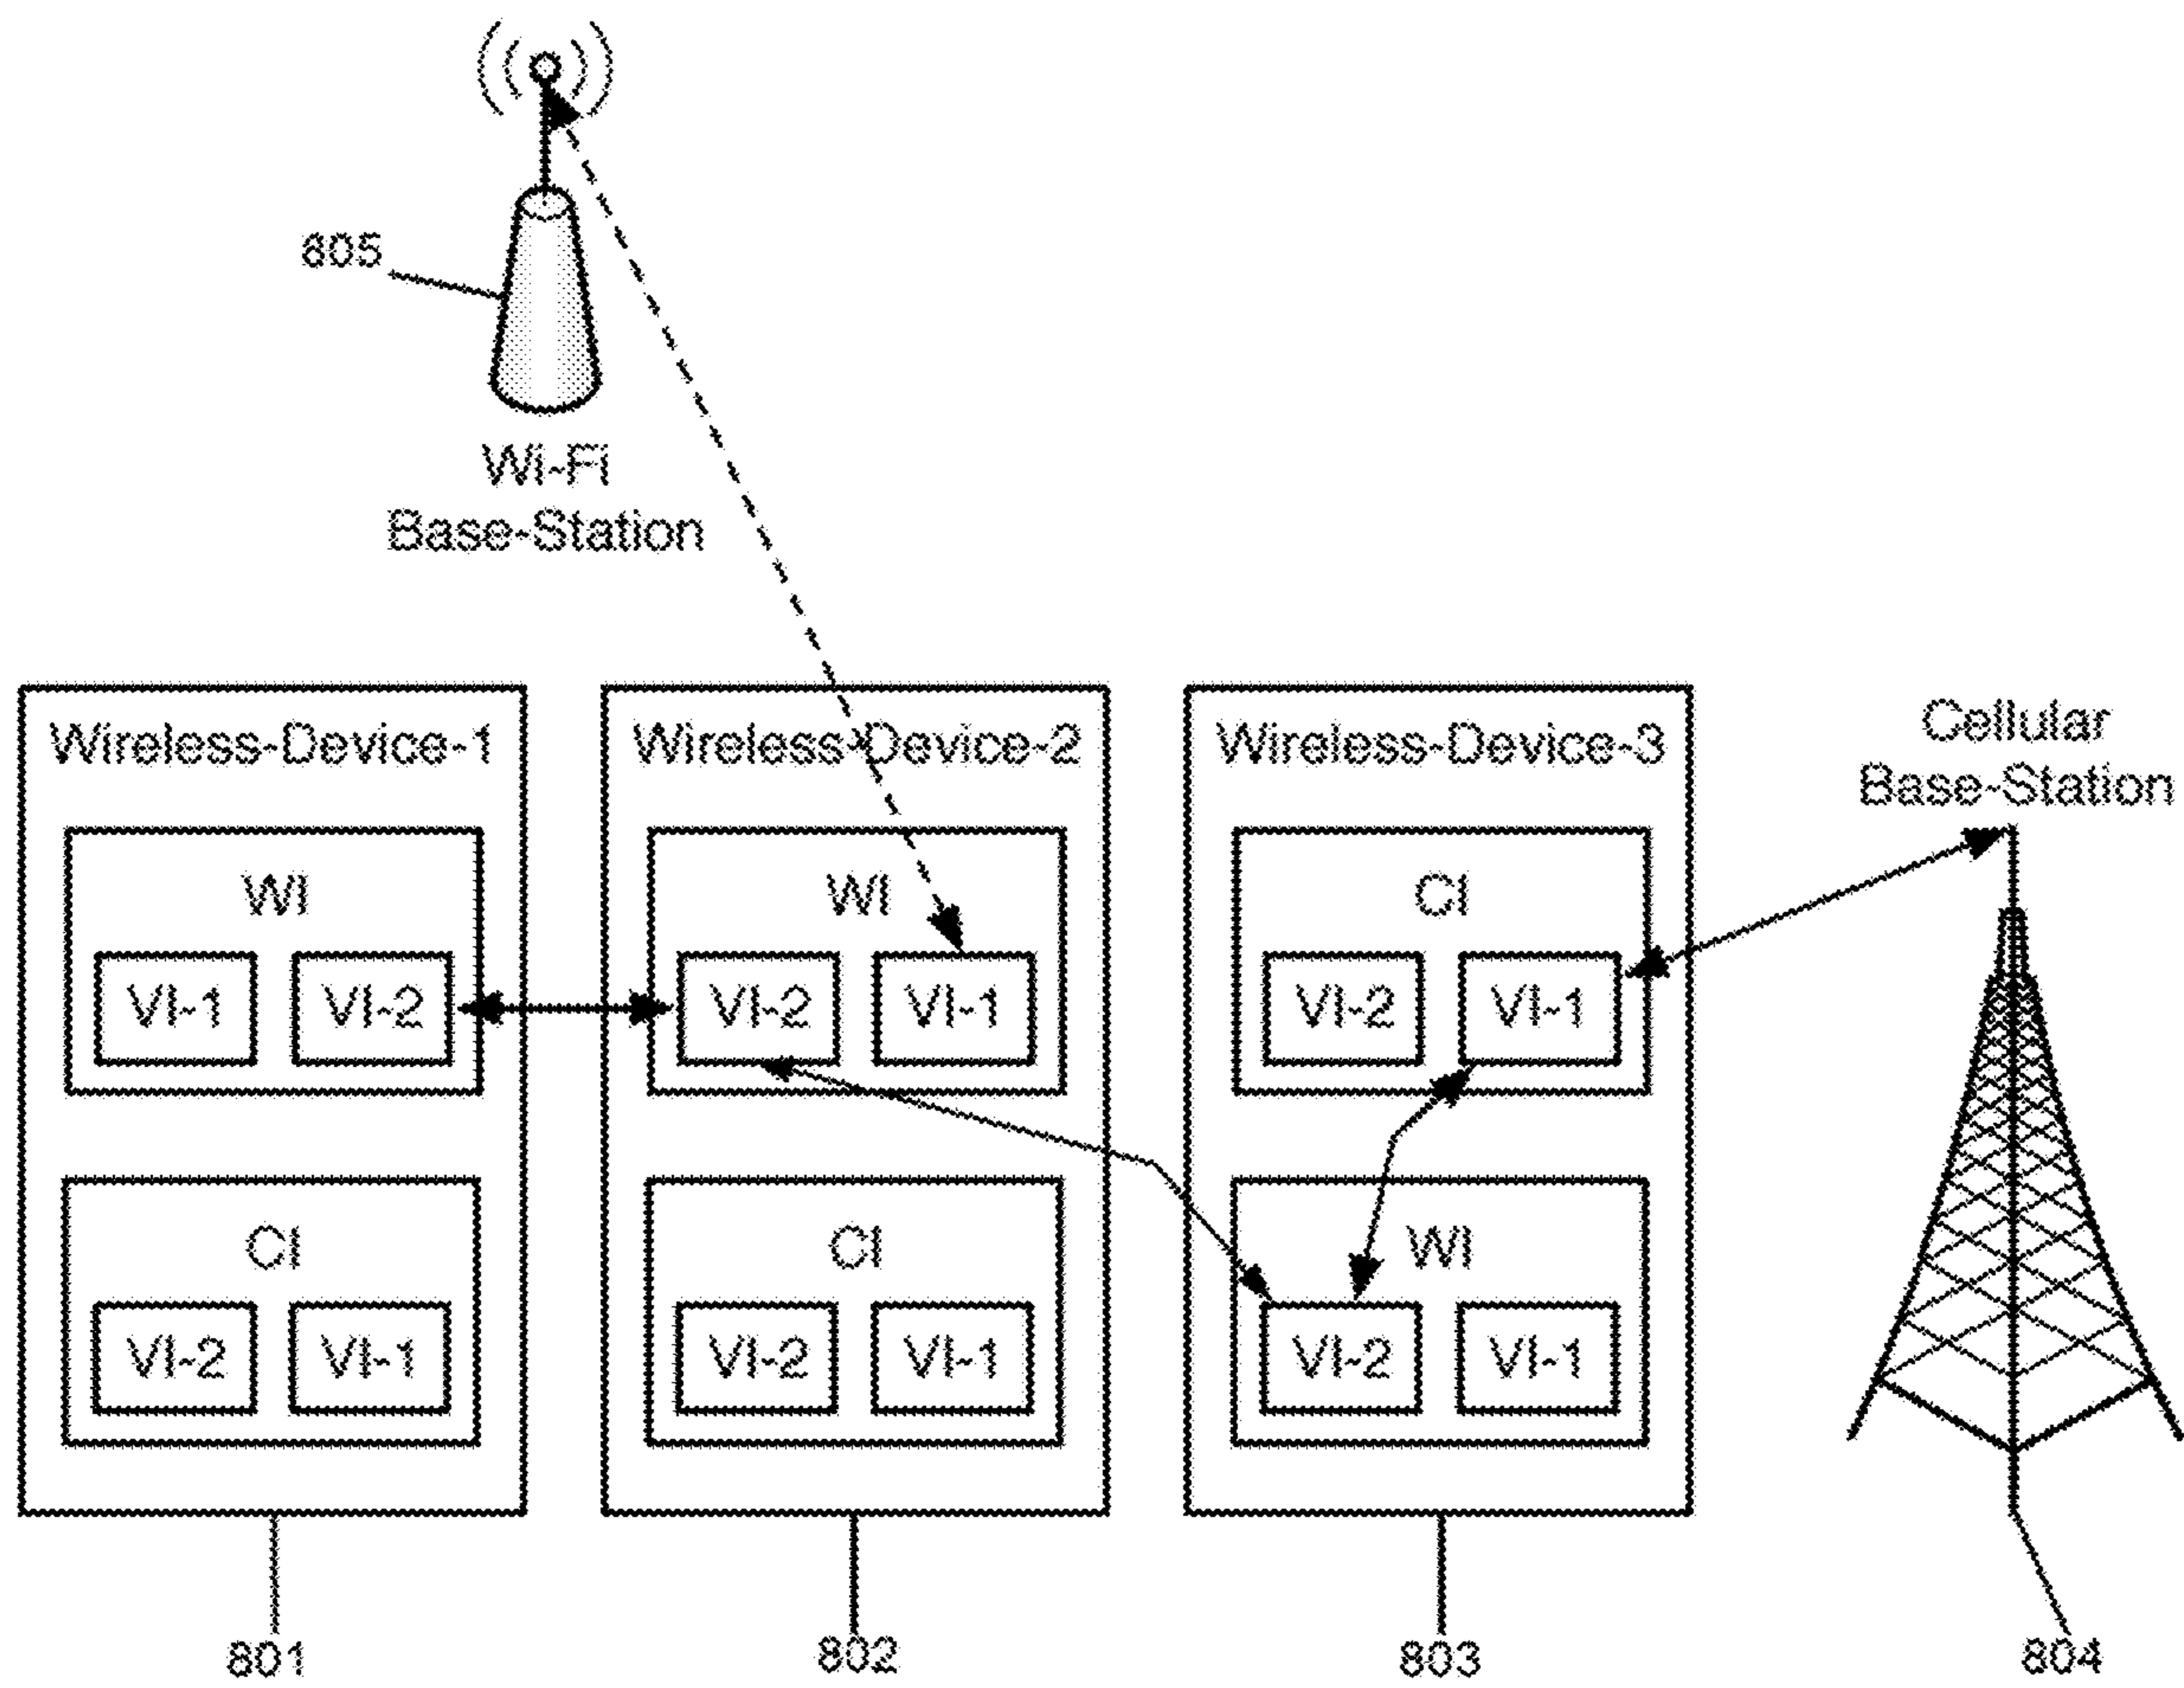 805
Wi-Fi
Base-Station
Wireless-Device-1
WI
VI-1 VI-2
CI
VI-2 VI-1
801
Wireless-Device-2
WI
VI-2 VI-1
CI
VI-2 VI-1
802
Wireless-Device-3
CI
VI-2 VI-1
WI
VI-2 VI-1
803
Cellular
Base-Station
804